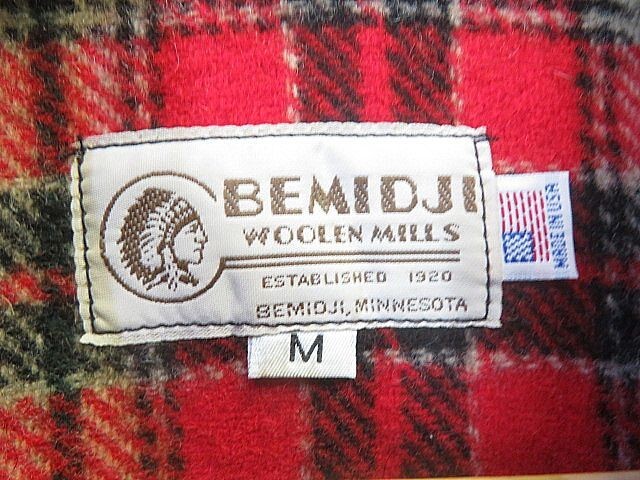 BEMIDJI
WOOLEN MILLS
ESTABLISHED 1920
BEMIDJI, MINNESOTA
M
MADE IN USA